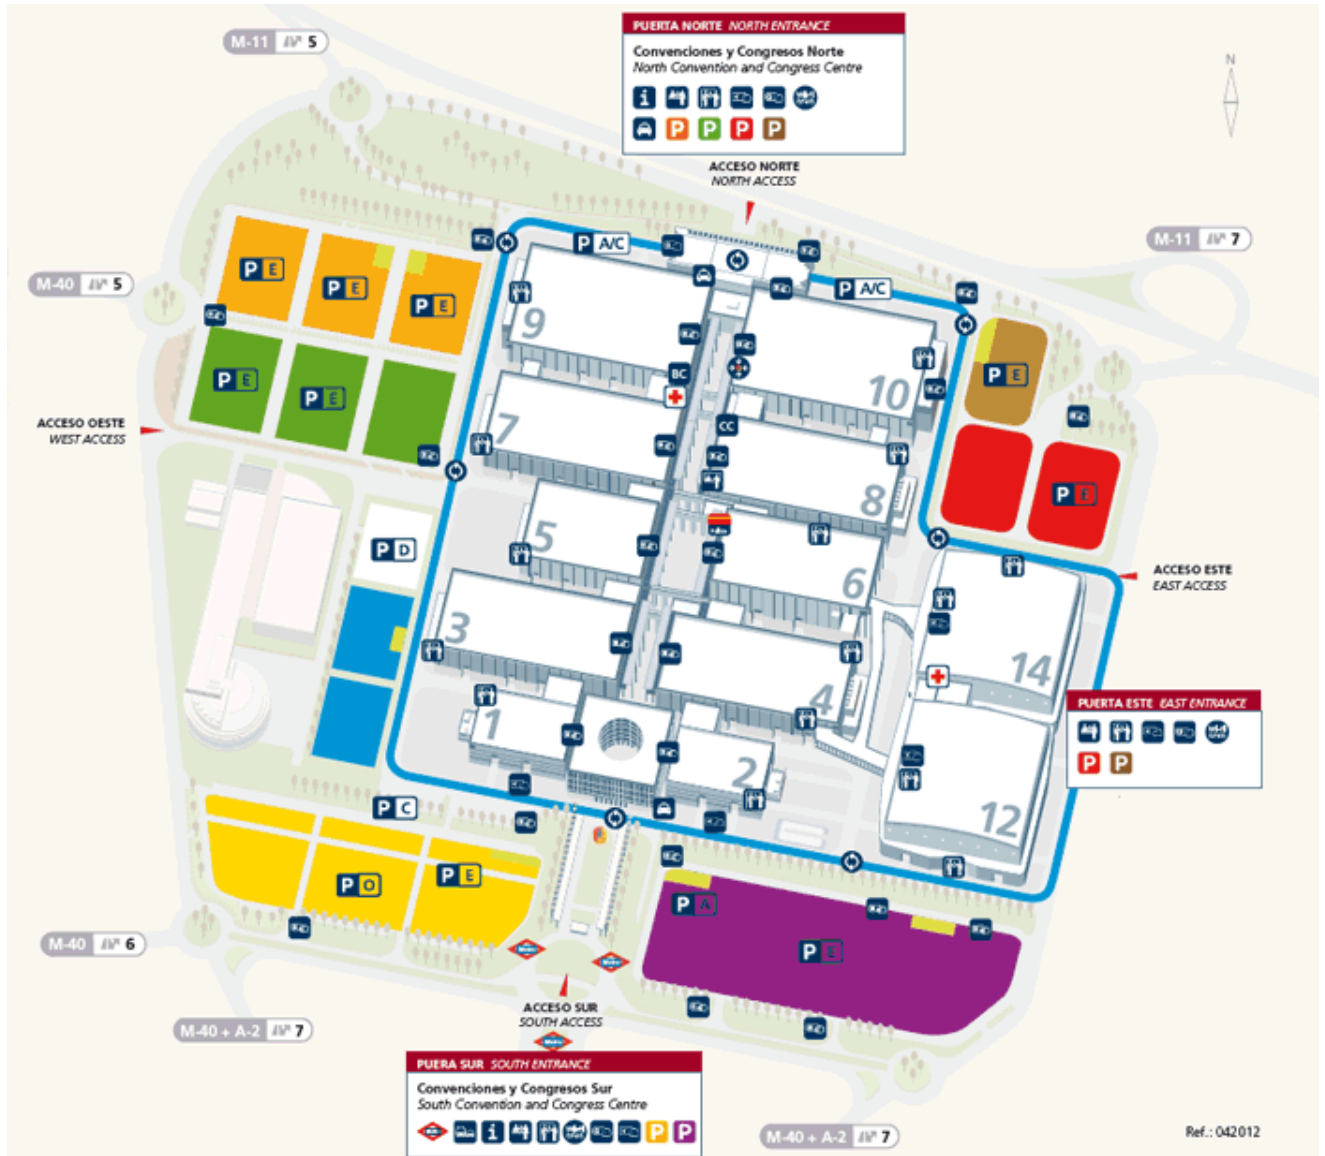 PUERTA NORTE NORTH ENTRANCE
Convenciones y Congresos Norte
North Convention and Congress Centre
i
P P P P
M-11 5
N
ACCESO NORTE
NORTH ACCESS
M-11 7
P A/C
P A/C
M-40 5
P E
P E
P E
9
10
P E
P E
P E
BC
ACCESO OESTE
WEST ACCESS
7
CC
8
P E
5
P D
6
ACCESO ESTE
EAST ACCESS
3
14
4
PUERTA ESTE EAST ENTRANCE
P P
1
2
12
P C
P O
P E
P A
P E
M-40 6
Metro
Metro
ACCESO SUR
SOUTH ACCESS
M-40 + A-2 7
Metro
PUERA SUR SOUTH ENTRANCE
Convenciones y Congresos Sur
South Convention and Congress Centre
i P P
M-40 + A-2 7
Ref.: 042012